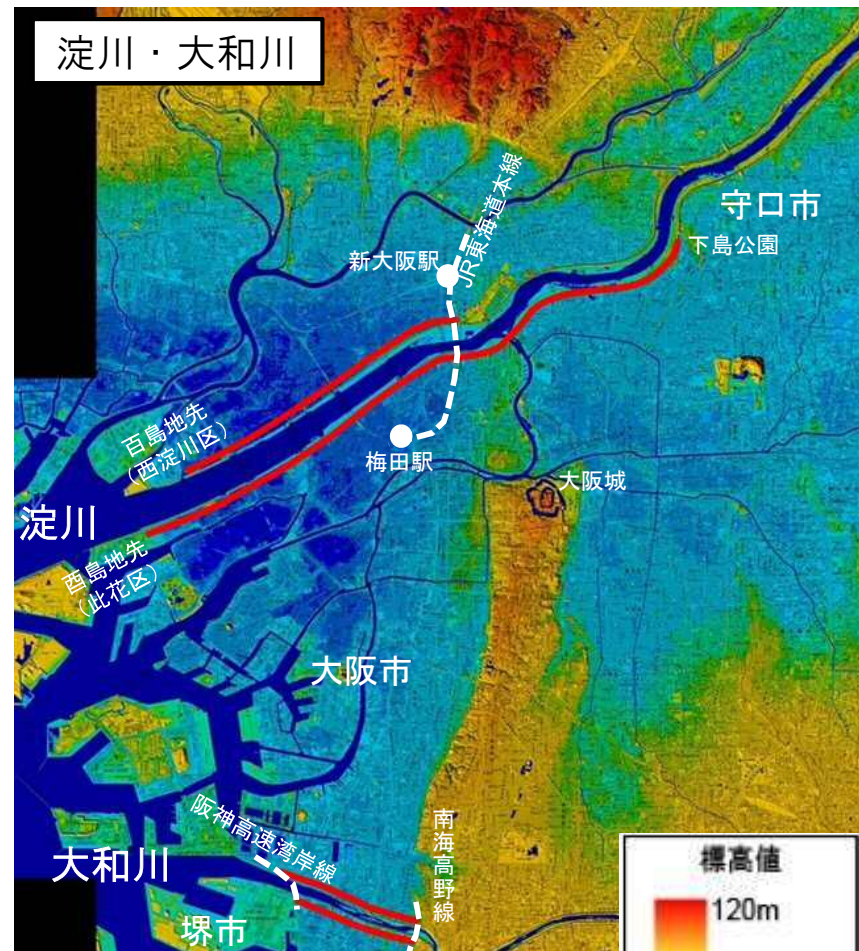 淀川・大和川
守口市
下島公園
JR東海道本線
新大阪駅
百島地先
(西淀川区)
梅田駅
大阪城
淀川
酉島地先
(此花区)
大阪市
阪神高速湾岸線
南海高野線
大和川
堺市
標高値
120m